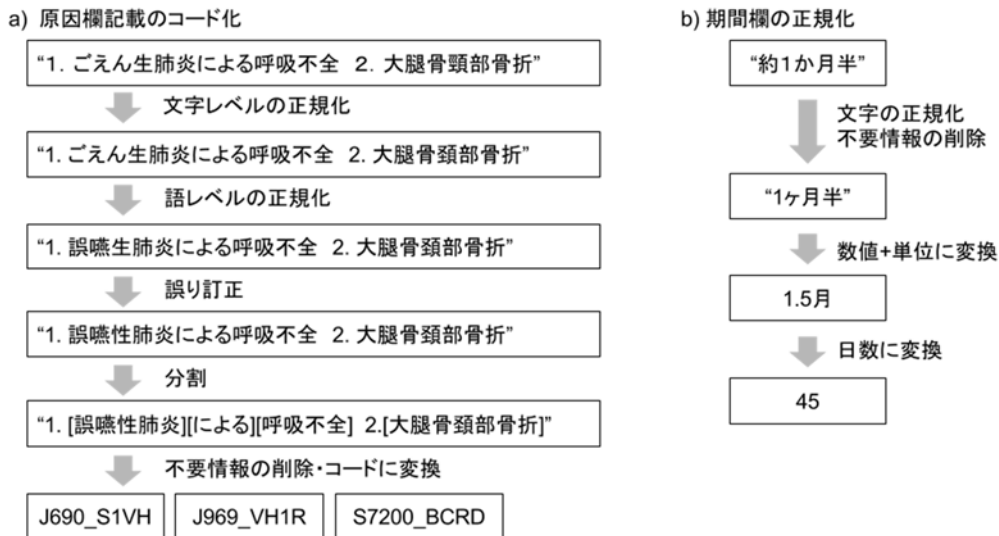 a) 原因欄記載のコード化
“1．ごえん生肺炎による呼吸不全 ２．大腿骨頸部骨折”
文字レベルの正規化
“1. ごえん生肺炎による呼吸不全 2. 大腿骨頚部骨折”
語レベルの正規化
“1. 誤嚥生肺炎による呼吸不全 2. 大腿骨頚部骨折”
誤り訂正
“1. 誤嚥性肺炎による呼吸不全 2. 大腿骨頚部骨折”
分割
“1. [誤嚥性肺炎][による][呼吸不全] 2.[大腿骨頚部骨折]”
不要情報の削除・コードに変換
J690_S1VH
J969_VH1R
S7200_BCRD
b) 期間欄の正規化
“約１か月半”
文字の正規化
不要情報の削除
“1ヶ月半”
数値+単位に変換
1.5月
日数に変換
45